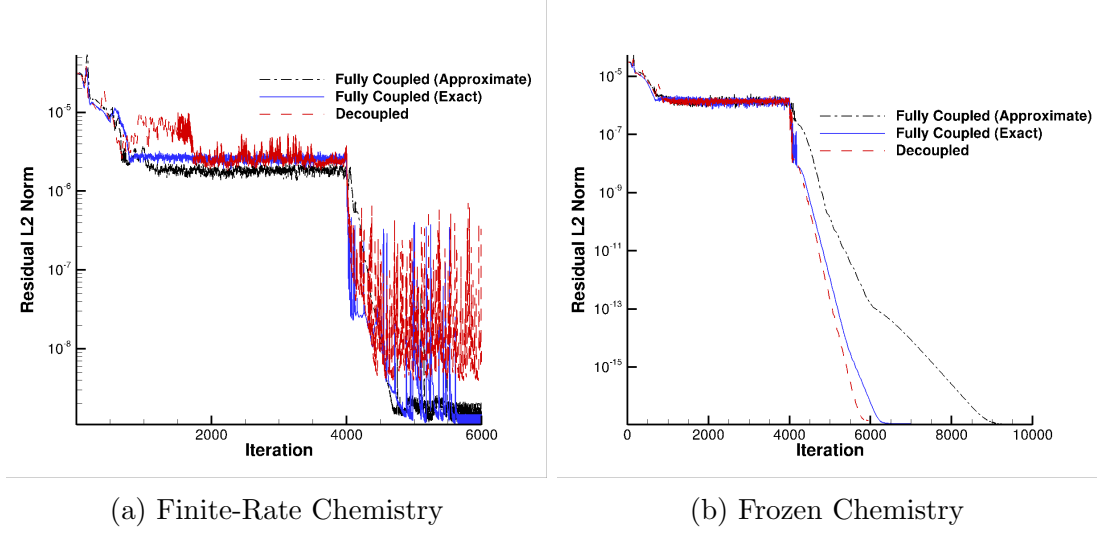 Fully Coupled (Approximate)
Fully Coupled (Exact)
Decoupled
Residual L2 Norm
10^-5
10^-6
10^-7
10^-8
2000
4000
6000
Iteration
(a) Finite-Rate Chemistry
Fully Coupled (Approximate)
Fully Coupled (Exact)
Decoupled
Residual L2 Norm
10^-5
10^-7
10^-9
10^-11
10^-13
10^-15
0
2000
4000
6000
8000
10000
Iteration
(b) Frozen Chemistry